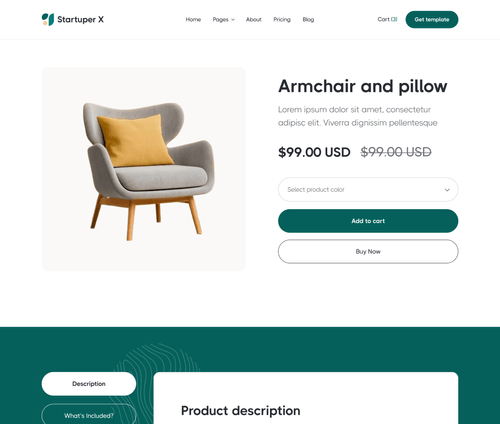 Startuper X
Home Pages About Pricing Blog
Cart (3) Get template
Armchair and pillow
Lorem ipsum dolor sit amet, consectetur
adipisc elit. Viverra dignissim pellentesque
$99.00 USD $99.00 USD
Select product color
Add to cart
Buy Now
Description
What's Included?
Product description